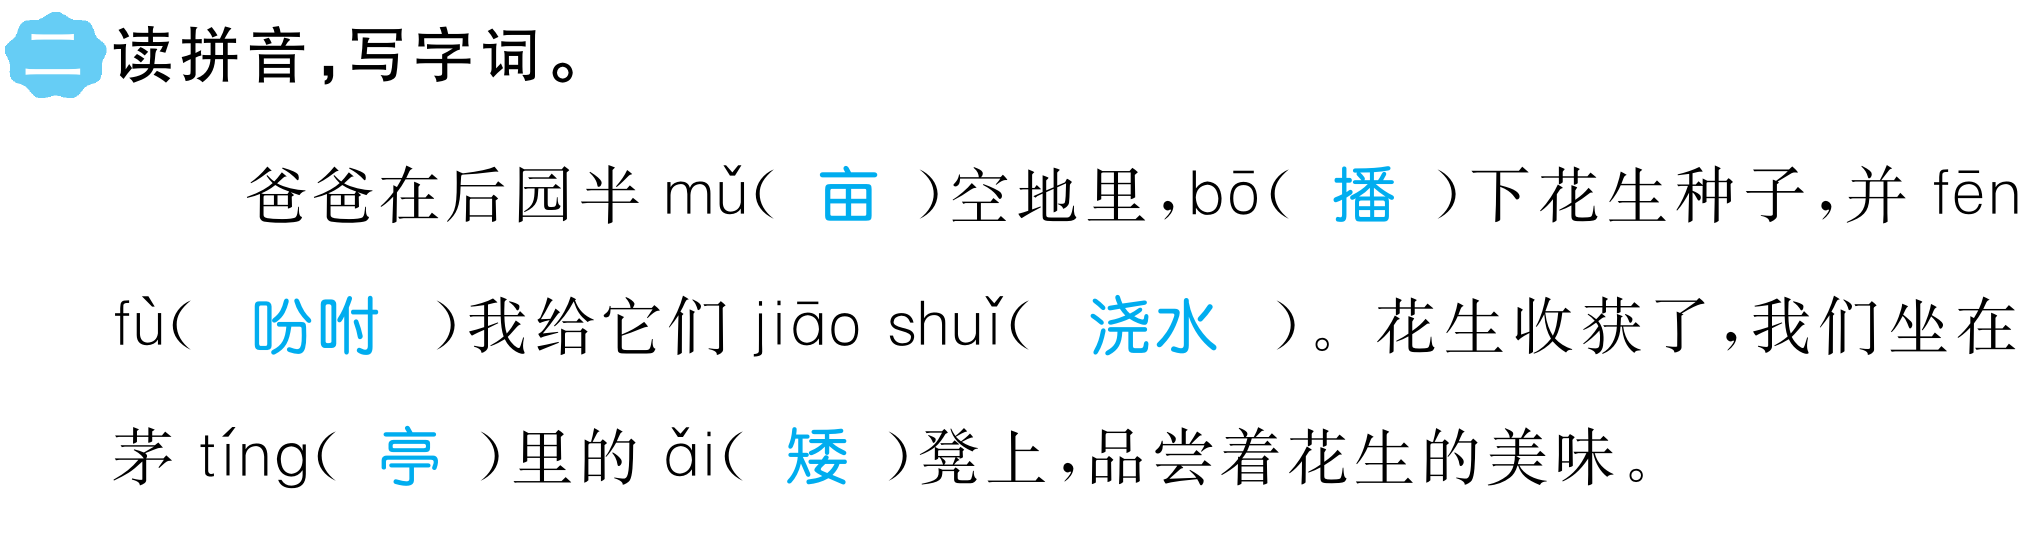 二 读拼音,写字词。
爸爸在后园半 mǔ( 亩 )空地里,bō( 播 )下花生种子,并 fēn
fù( 吩咐 )我给它们 jiāo shuǐ( 浇水 )。花生收获了,我们坐在
茅 tíng( 亭 )里的 ǎi( 矮 )凳上,品尝着花生的美味。